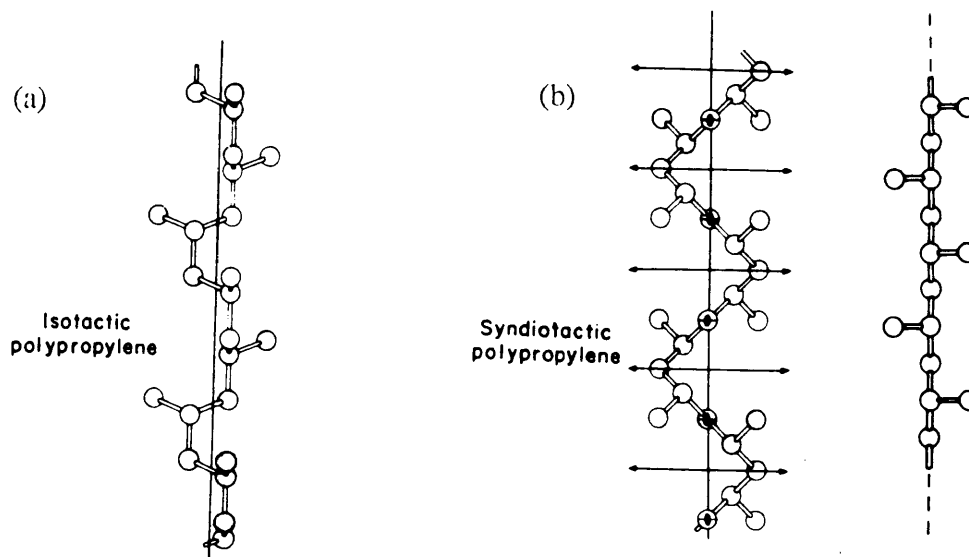 (a)
Isotactic
polypropylene
(b)
Syndiotactic
polypropylene